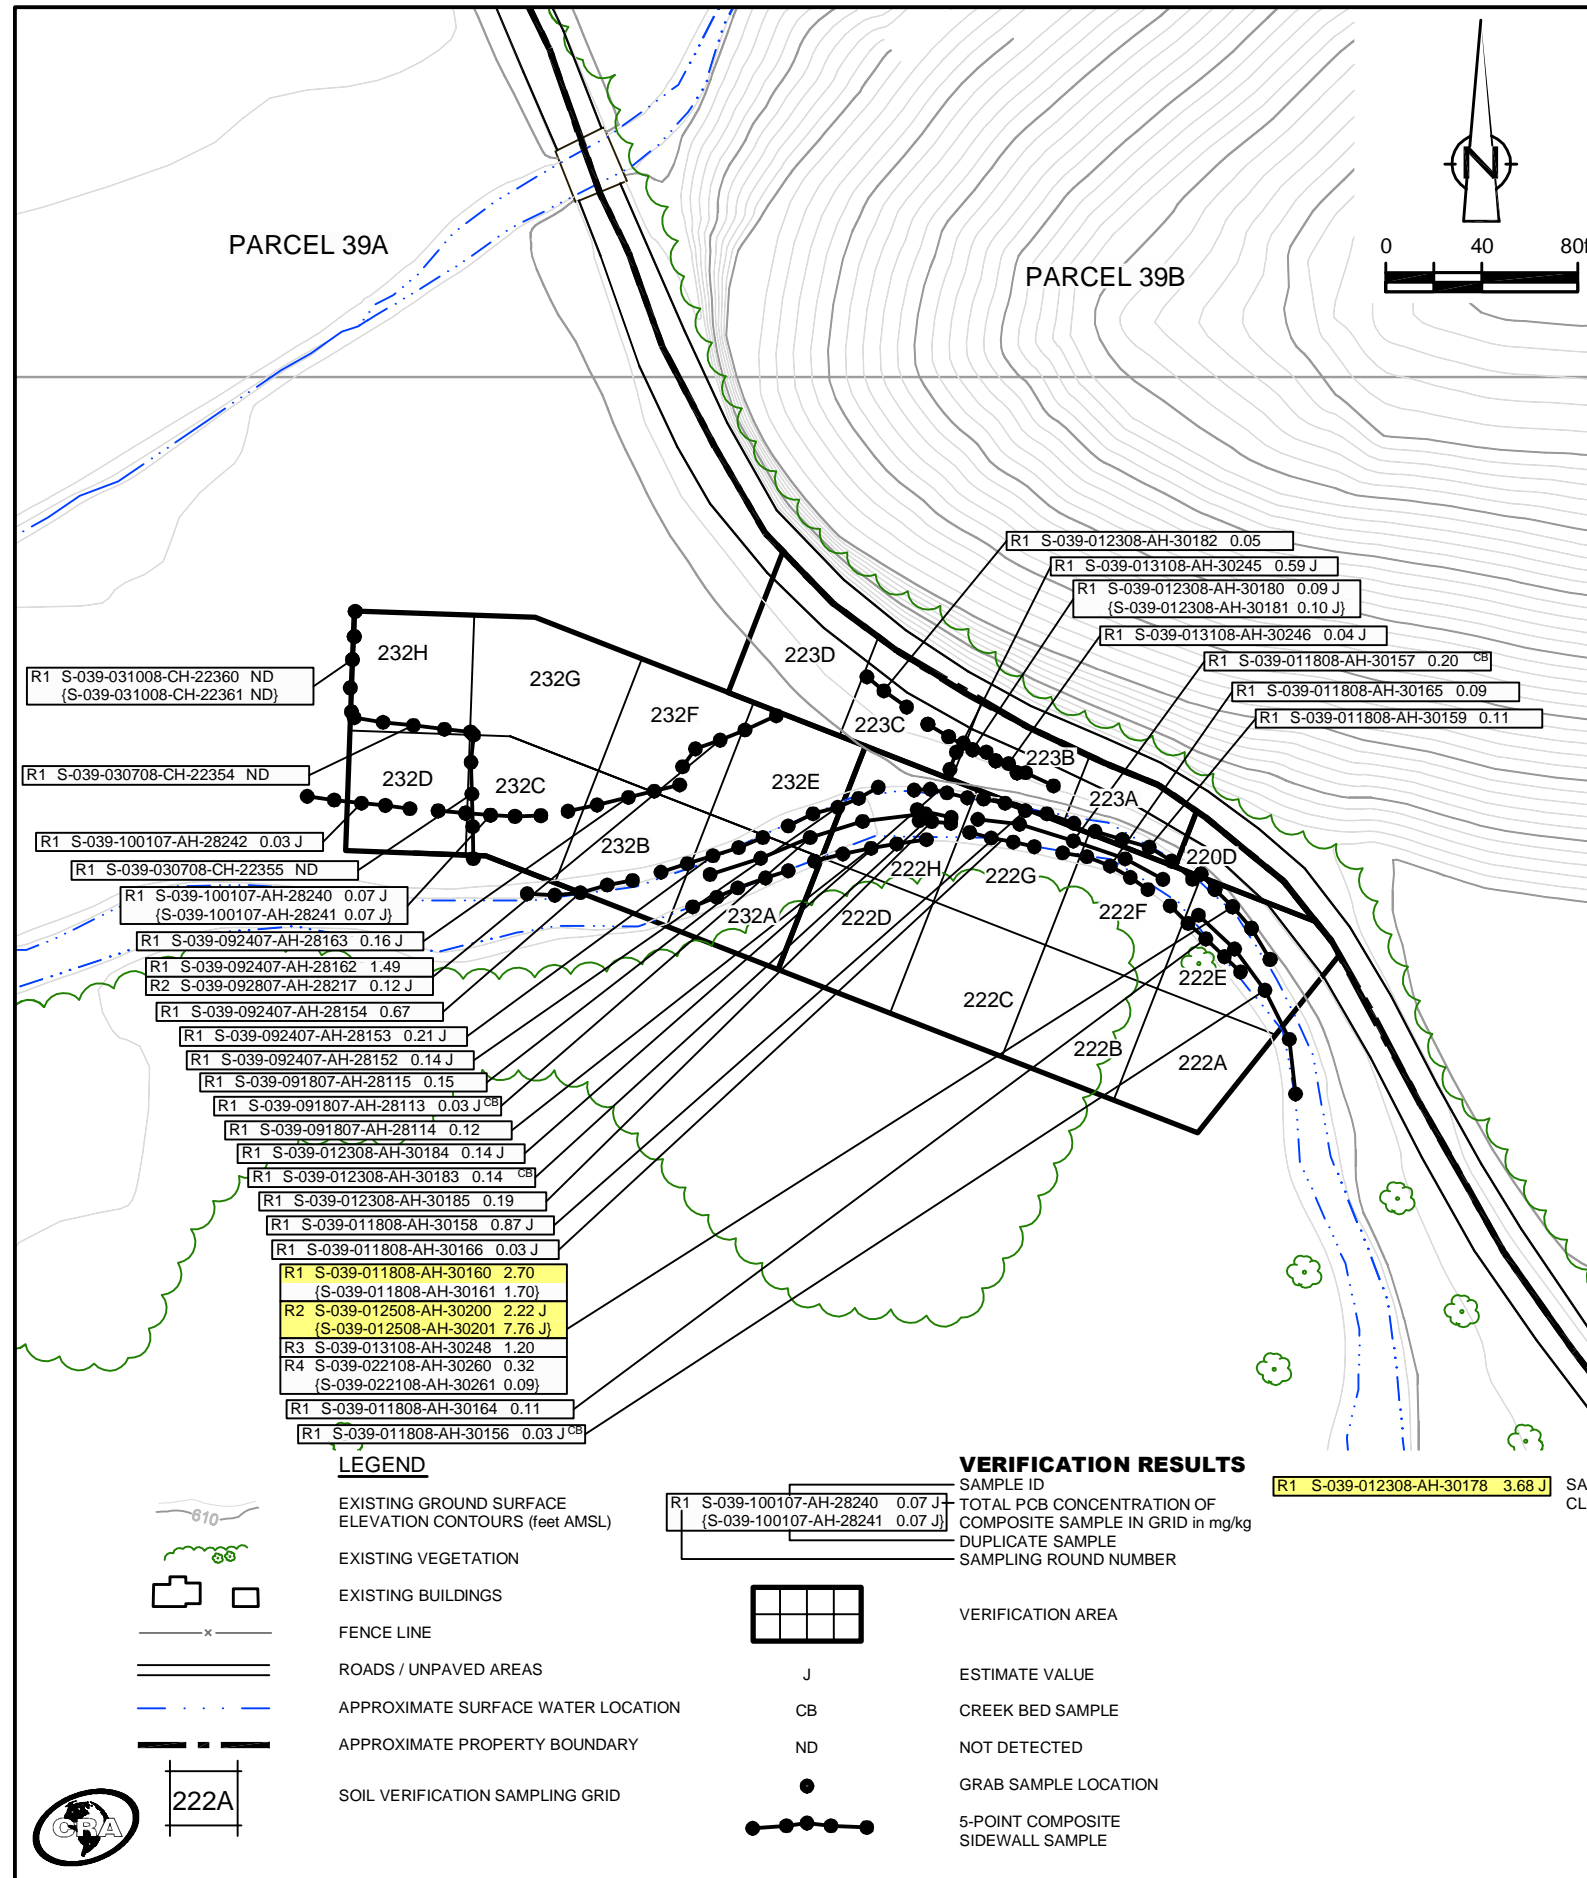 PARCEL 39A
PARCEL 39B
N
0 40 80f
R1 S-039-012308-AH-30182 0.05
R1 S-039-013108-AH-30245 0.59 J
R1 S-039-012308-AH-30180 0.09 J
{S-039-012308-AH-30181 0.10 J}
R1 S-039-013108-AH-30246 0.04 J
R1 S-039-011808-AH-30157 0.20 CB
R1 S-039-011808-AH-30165 0.09
R1 S-039-011808-AH-30159 0.11
232H
232G
232F
232E
232D
232C
232B
232A
223D
223C
223B
223A
220D
222H
222G
222F
222E
222D
222C
222B
222A
R1 S-039-031008-CH-22360 ND
{S-039-031008-CH-22361 ND}
R1 S-039-030708-CH-22354 ND
R1 S-039-100107-AH-28242 0.03 J
R1 S-039-030708-CH-22355 ND
R1 S-039-100107-AH-28240 0.07 J
{S-039-100107-AH-28241 0.07 J}
R1 S-039-092407-AH-28163 0.16 J
R1 S-039-092407-AH-28162 1.49
R2 S-039-092807-AH-28217 0.12 J
R1 S-039-092407-AH-28154 0.67
R1 S-039-092407-AH-28153 0.21 J
R1 S-039-092407-AH-28152 0.14 J
R1 S-039-091807-AH-28115 0.15
R1 S-039-091807-AH-28113 0.03 J CB
R1 S-039-091807-AH-28114 0.12
R1 S-039-012308-AH-30184 0.14 J
R1 S-039-012308-AH-30183 0.14 CB
R1 S-039-012308-AH-30185 0.19
R1 S-039-011808-AH-30158 0.87 J
R1 S-039-011808-AH-30166 0.03 J
R1 S-039-011808-AH-30160 2.70
{S-039-011808-AH-30161 1.70}
R2 S-039-012508-AH-30200 2.22 J
{S-039-012508-AH-30201 7.76 J}
R3 S-039-013108-AH-30248 1.20
R4 S-039-022108-AH-30260 0.32
{S-039-022108-AH-30261 0.09}
R1 S-039-011808-AH-30164 0.11
R1 S-039-011808-AH-30156 0.03 J CB
LEGEND
610
EXISTING GROUND SURFACE
ELEVATION CONTOURS (feet AMSL)
EXISTING VEGETATION
EXISTING BUILDINGS
FENCE LINE
ROADS / UNPAVED AREAS
APPROXIMATE SURFACE WATER LOCATION
APPROXIMATE PROPERTY BOUNDARY
222A
SOIL VERIFICATION SAMPLING GRID
CRA
VERIFICATION RESULTS
SAMPLE ID
R1 S-039-100107-AH-28240 0.07 J
{S-039-100107-AH-28241 0.07 J}
TOTAL PCB CONCENTRATION OF
COMPOSITE SAMPLE IN GRID in mg/kg
DUPLICATE SAMPLE
SAMPLING ROUND NUMBER
VERIFICATION AREA
J ESTIMATE VALUE
CB CREEK BED SAMPLE
ND NOT DETECTED
GRAB SAMPLE LOCATION
5-POINT COMPOSITE
SIDEWALL SAMPLE
R1 S-039-012308-AH-30178 3.68 J
SA
CL